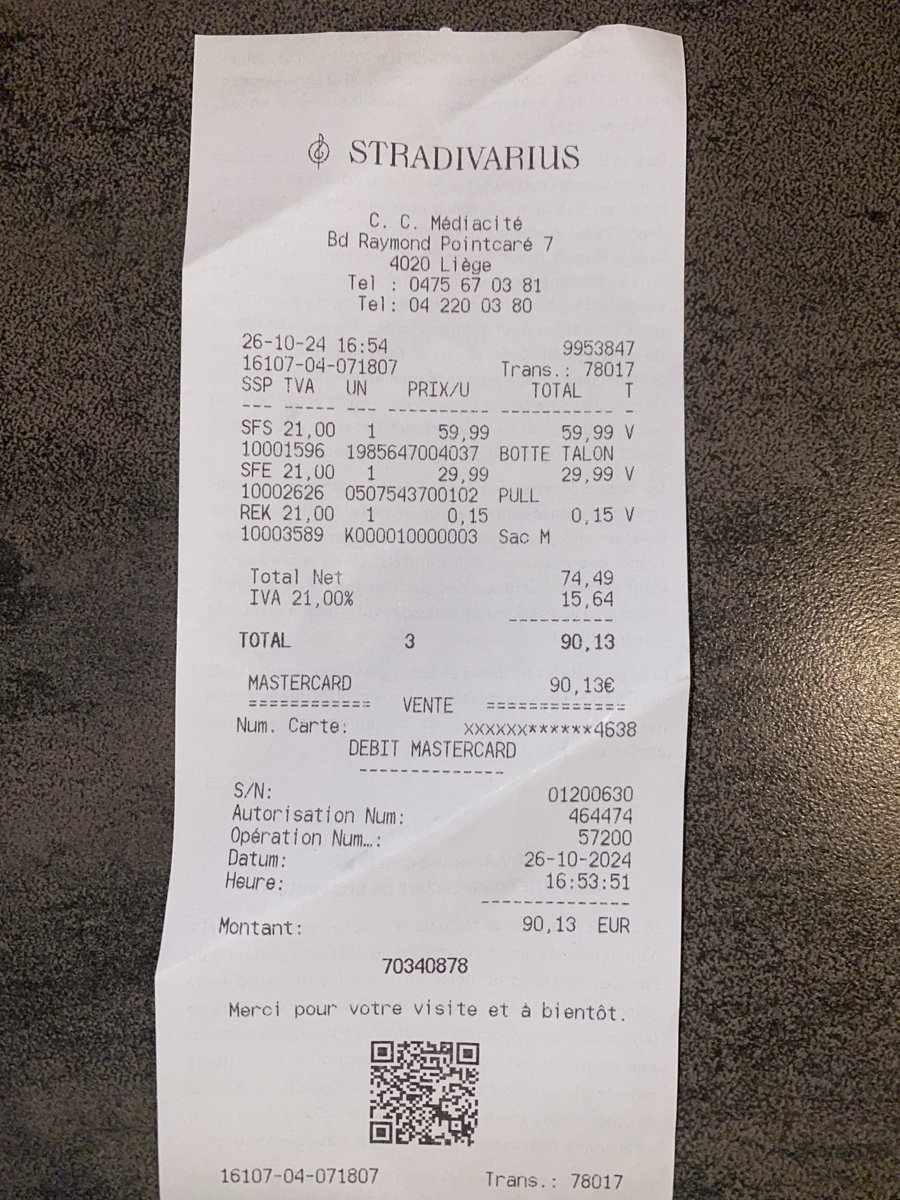 STRADIVARIUS
C. C. Médiacité
Bd Raymond Pointcaré 7
4020 Liège
Tel : 0475 67 03 81
Tel: 04 220 03 80
26-10-24 16:54 9953847
16107-04-071807 Trans.: 78017
SSP TVA UN PRIX/U TOTAL T
--- ----- --- ---------- ----------- -
SFS 21,00 1 59,99 59,99 V
10001596 1985647004037 BOTTE TALON
SFE 21,00 1 29,99 29,99 V
10002626 0507543700102 PULL
REK 21,00 1 0,15 0,15 V
10003589 K000010000003 Sac M
Total Net 74,49
IVA 21,00% 15,64
----------
TOTAL 3 90,13
MASTERCARD 90,13€
============ VENTE =============
Num. Carte: XXXXXX******4638
DEBIT MASTERCARD
--------------
S/N: 01200630
Autorisation Num: 464474
Opération Num…: 57200
Datum: 26-10-2024
Heure: 16:53:51
--------------
Montant: 90,13 EUR
70340878
Merci pour votre visite et à bientôt.
16107-04-071807 Trans.: 78017